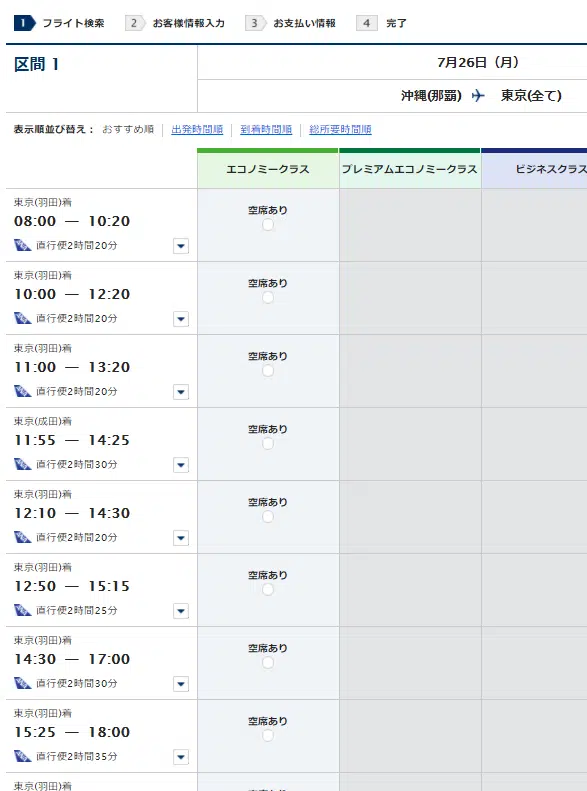 1 フライト検索 2 お客様情報入力 3 お支払い情報 4 完了
区間 1
7月26日（月）
沖縄(那覇) 東京(全て)
表示順並び替え： おすすめ順 出発時間順 到着時間順 総所要時間順
エコノミークラス プレミアムエコノミークラス ビジネスクラス
東京(羽田)着
08:00 — 10:20
直行便2時間20分
空席あり
東京(羽田)着
10:00 — 12:20
直行便2時間20分
空席あり
東京(羽田)着
11:00 — 13:20
直行便2時間20分
空席あり
東京(成田)着
11:55 — 14:25
直行便2時間30分
空席あり
東京(羽田)着
12:10 — 14:30
直行便2時間20分
空席あり
東京(羽田)着
12:50 — 15:15
直行便2時間25分
空席あり
東京(羽田)着
14:30 — 17:00
直行便2時間30分
空席あり
東京(羽田)着
15:25 — 18:00
直行便2時間35分
空席あり
東京(羽田)着